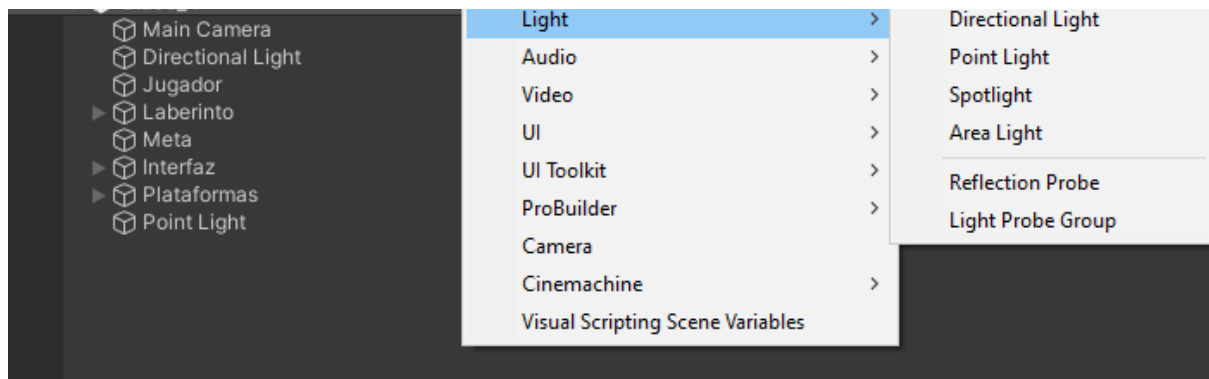 Main Camera
Directional Light
Jugador
Laberinto
Meta
Interfaz
Plataformas
Point Light
Light
Audio
Video
UI
UI Toolkit
ProBuilder
Camera
Cinemachine
Visual Scripting Scene Variables
Directional Light
Point Light
Spotlight
Area Light
Reflection Probe
Light Probe Group